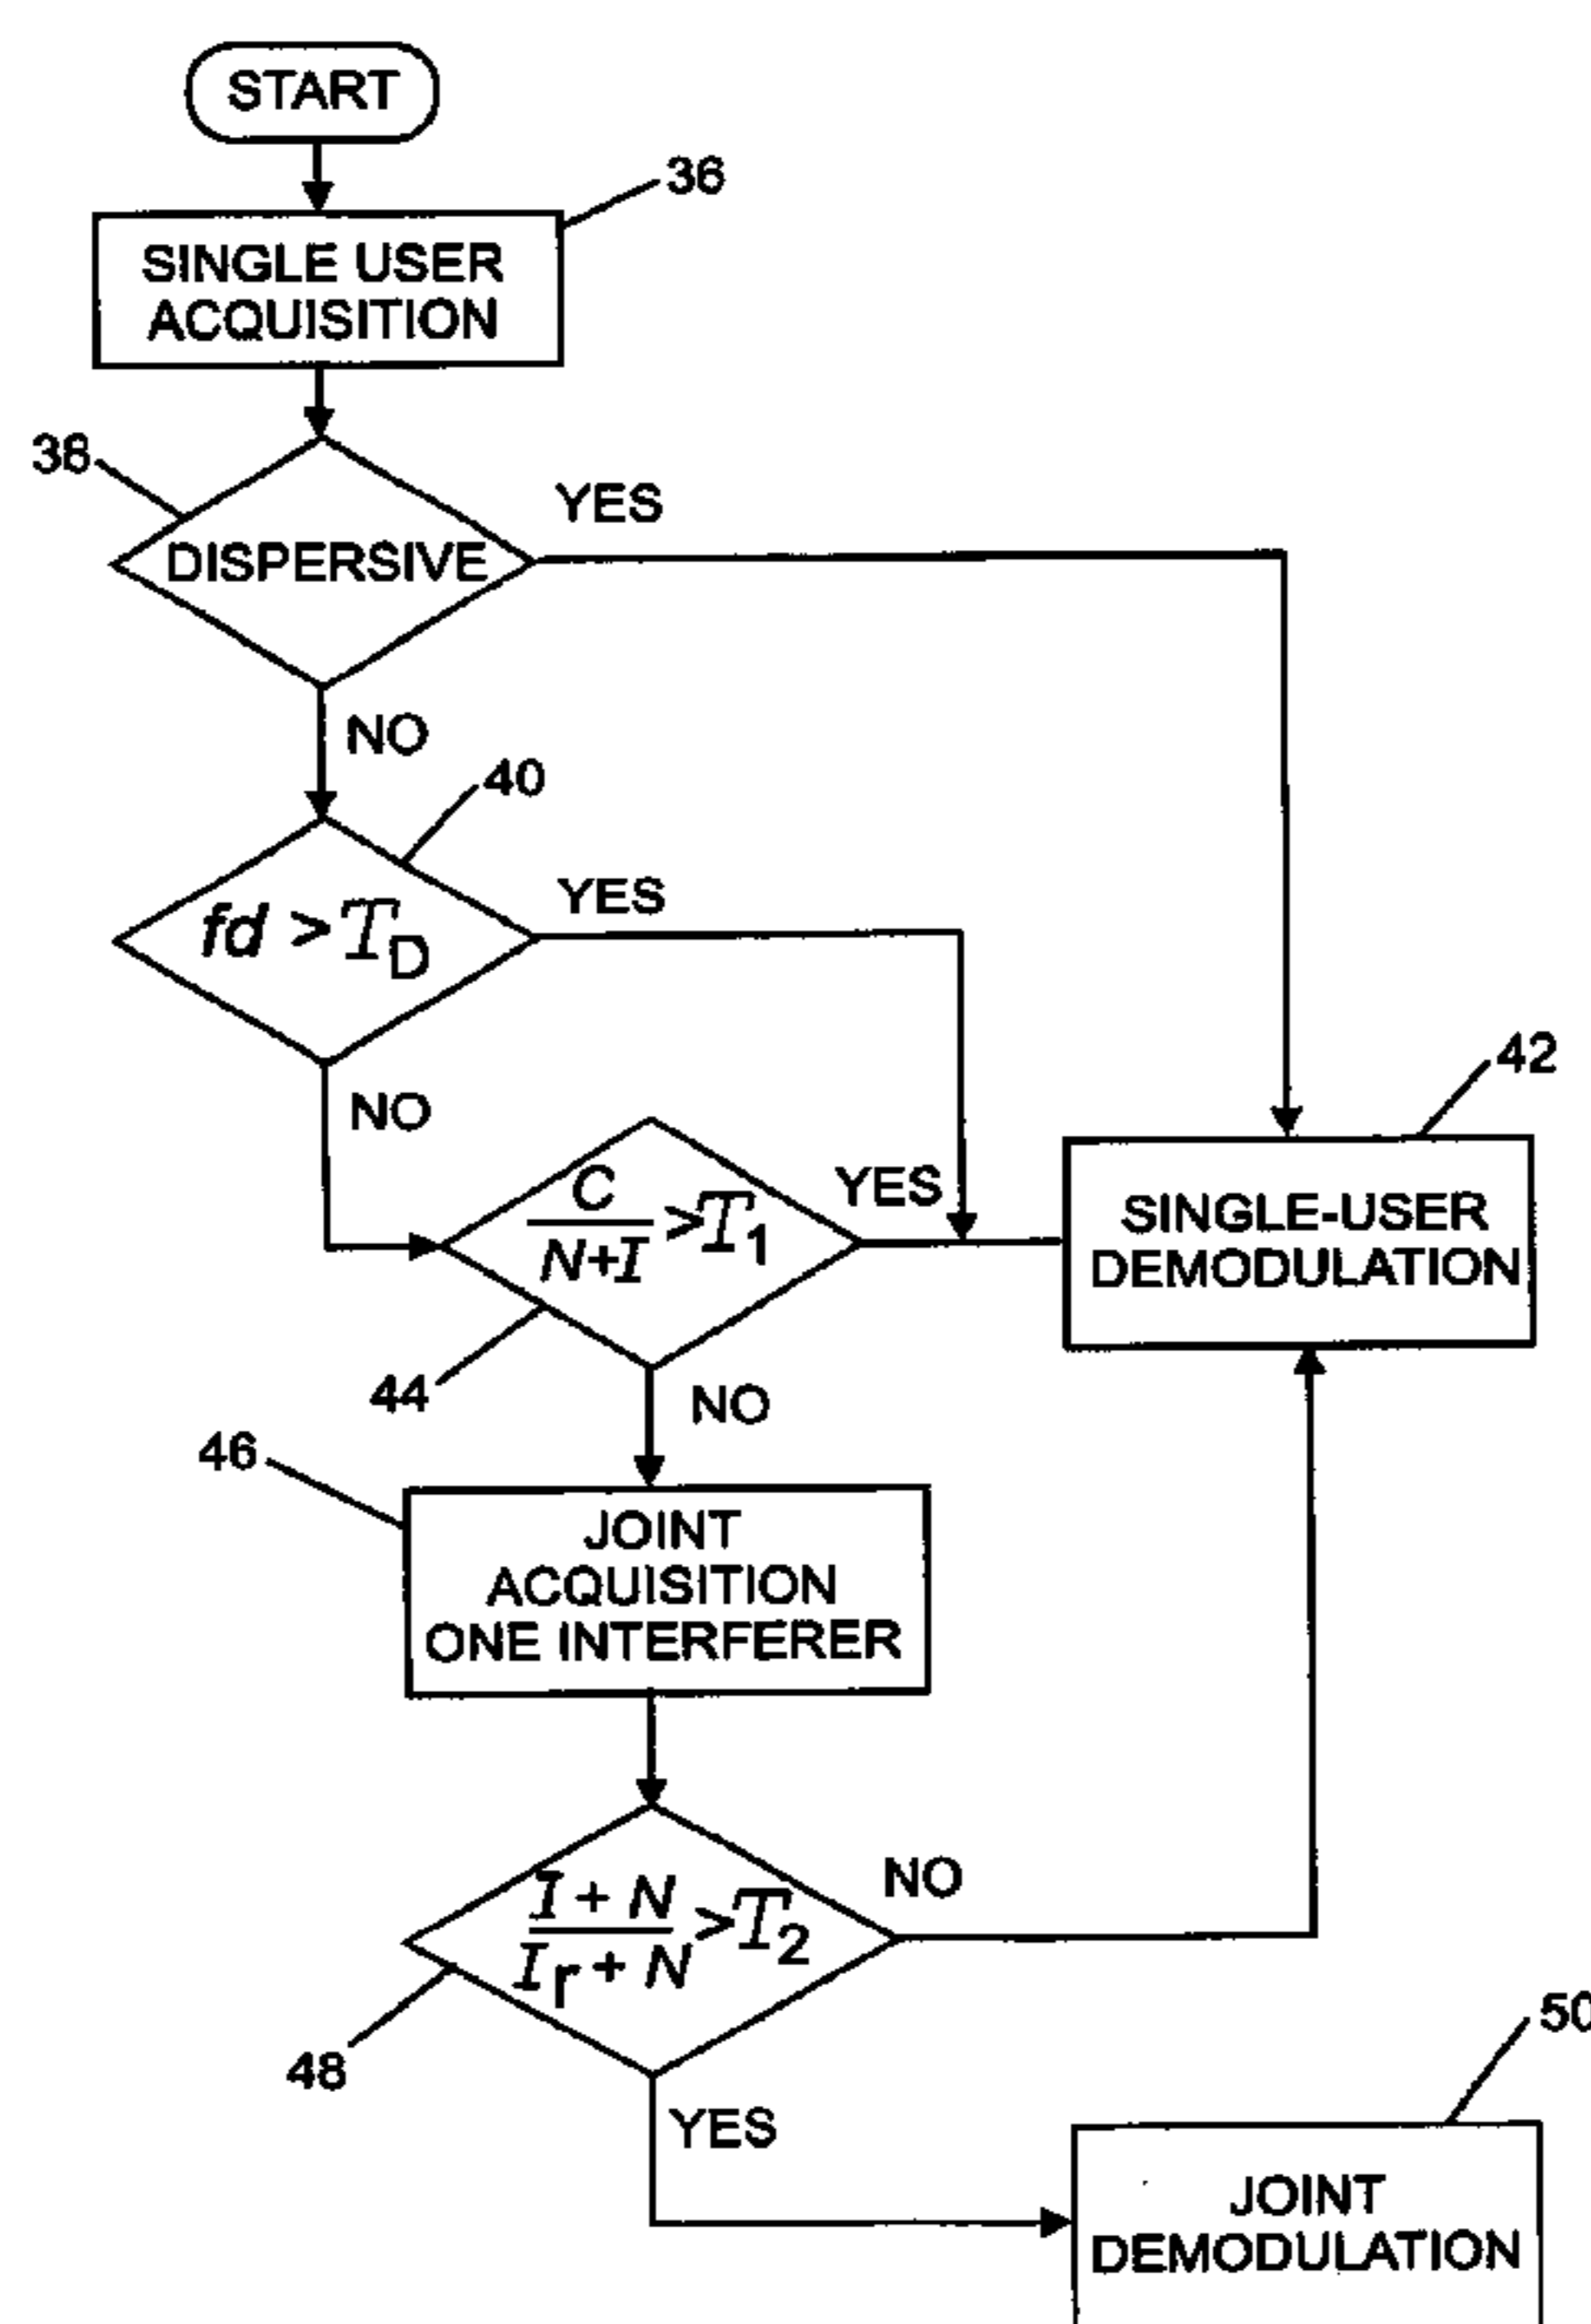 START
36
SINGLE USER
ACQUISITION
38
YES
DISPERSIVE
NO
40
YES
fd > T_D
NO
42
C
N+I
> T_1
YES
SINGLE-USER
DEMODULATION
44
NO
46
JOINT
ACQUISITION
ONE INTERFERER
NO
I + N
I_r + N
> T_2
48
50
YES
JOINT
DEMODULATION